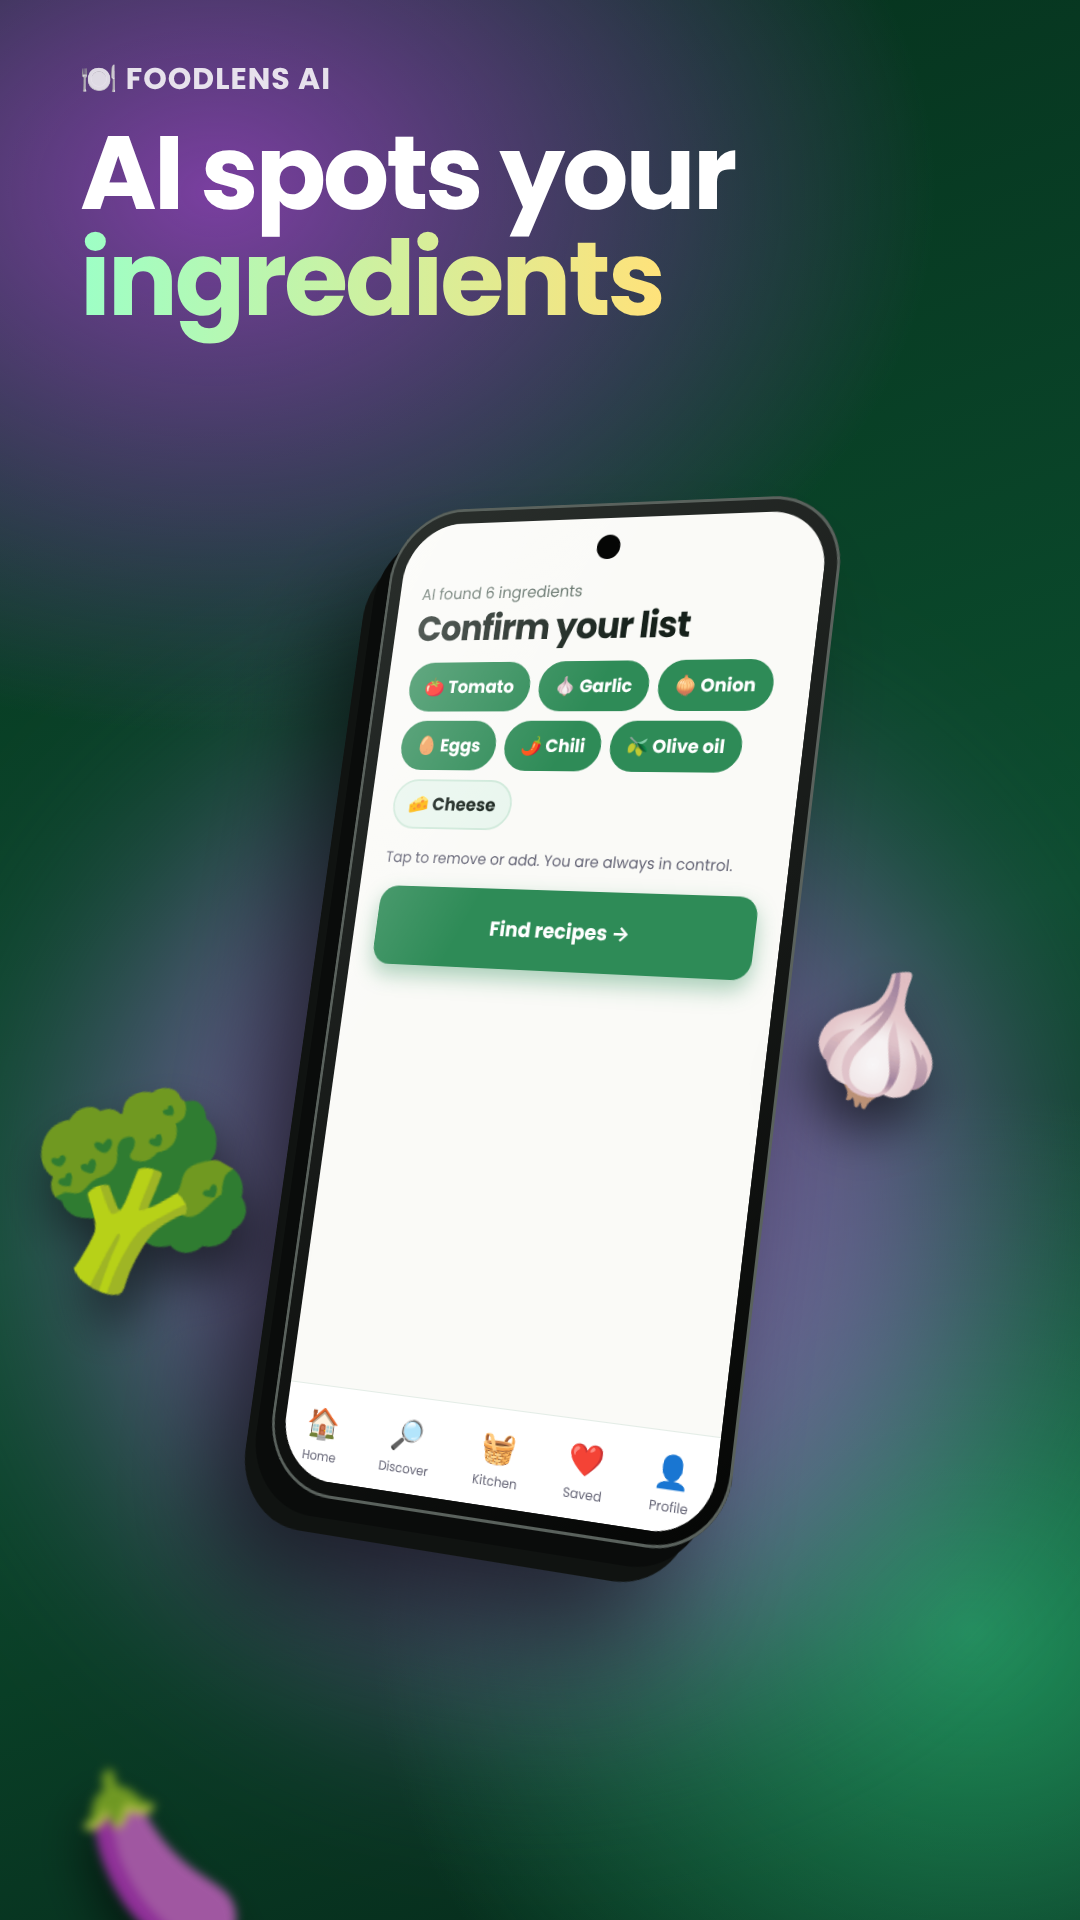 🍽 FOODLENS AI
AI spots your
ingredients
AI found 6 ingredients
Confirm your list
🍅 Tomato 🧄 Garlic 🧅 Onion
🥚 Eggs 🌶 Chili 🫒 Olive oil
🧀 Cheese
Tap to remove or add. You are always in control.
Find recipes →
Home Discover Kitchen Saved Profile